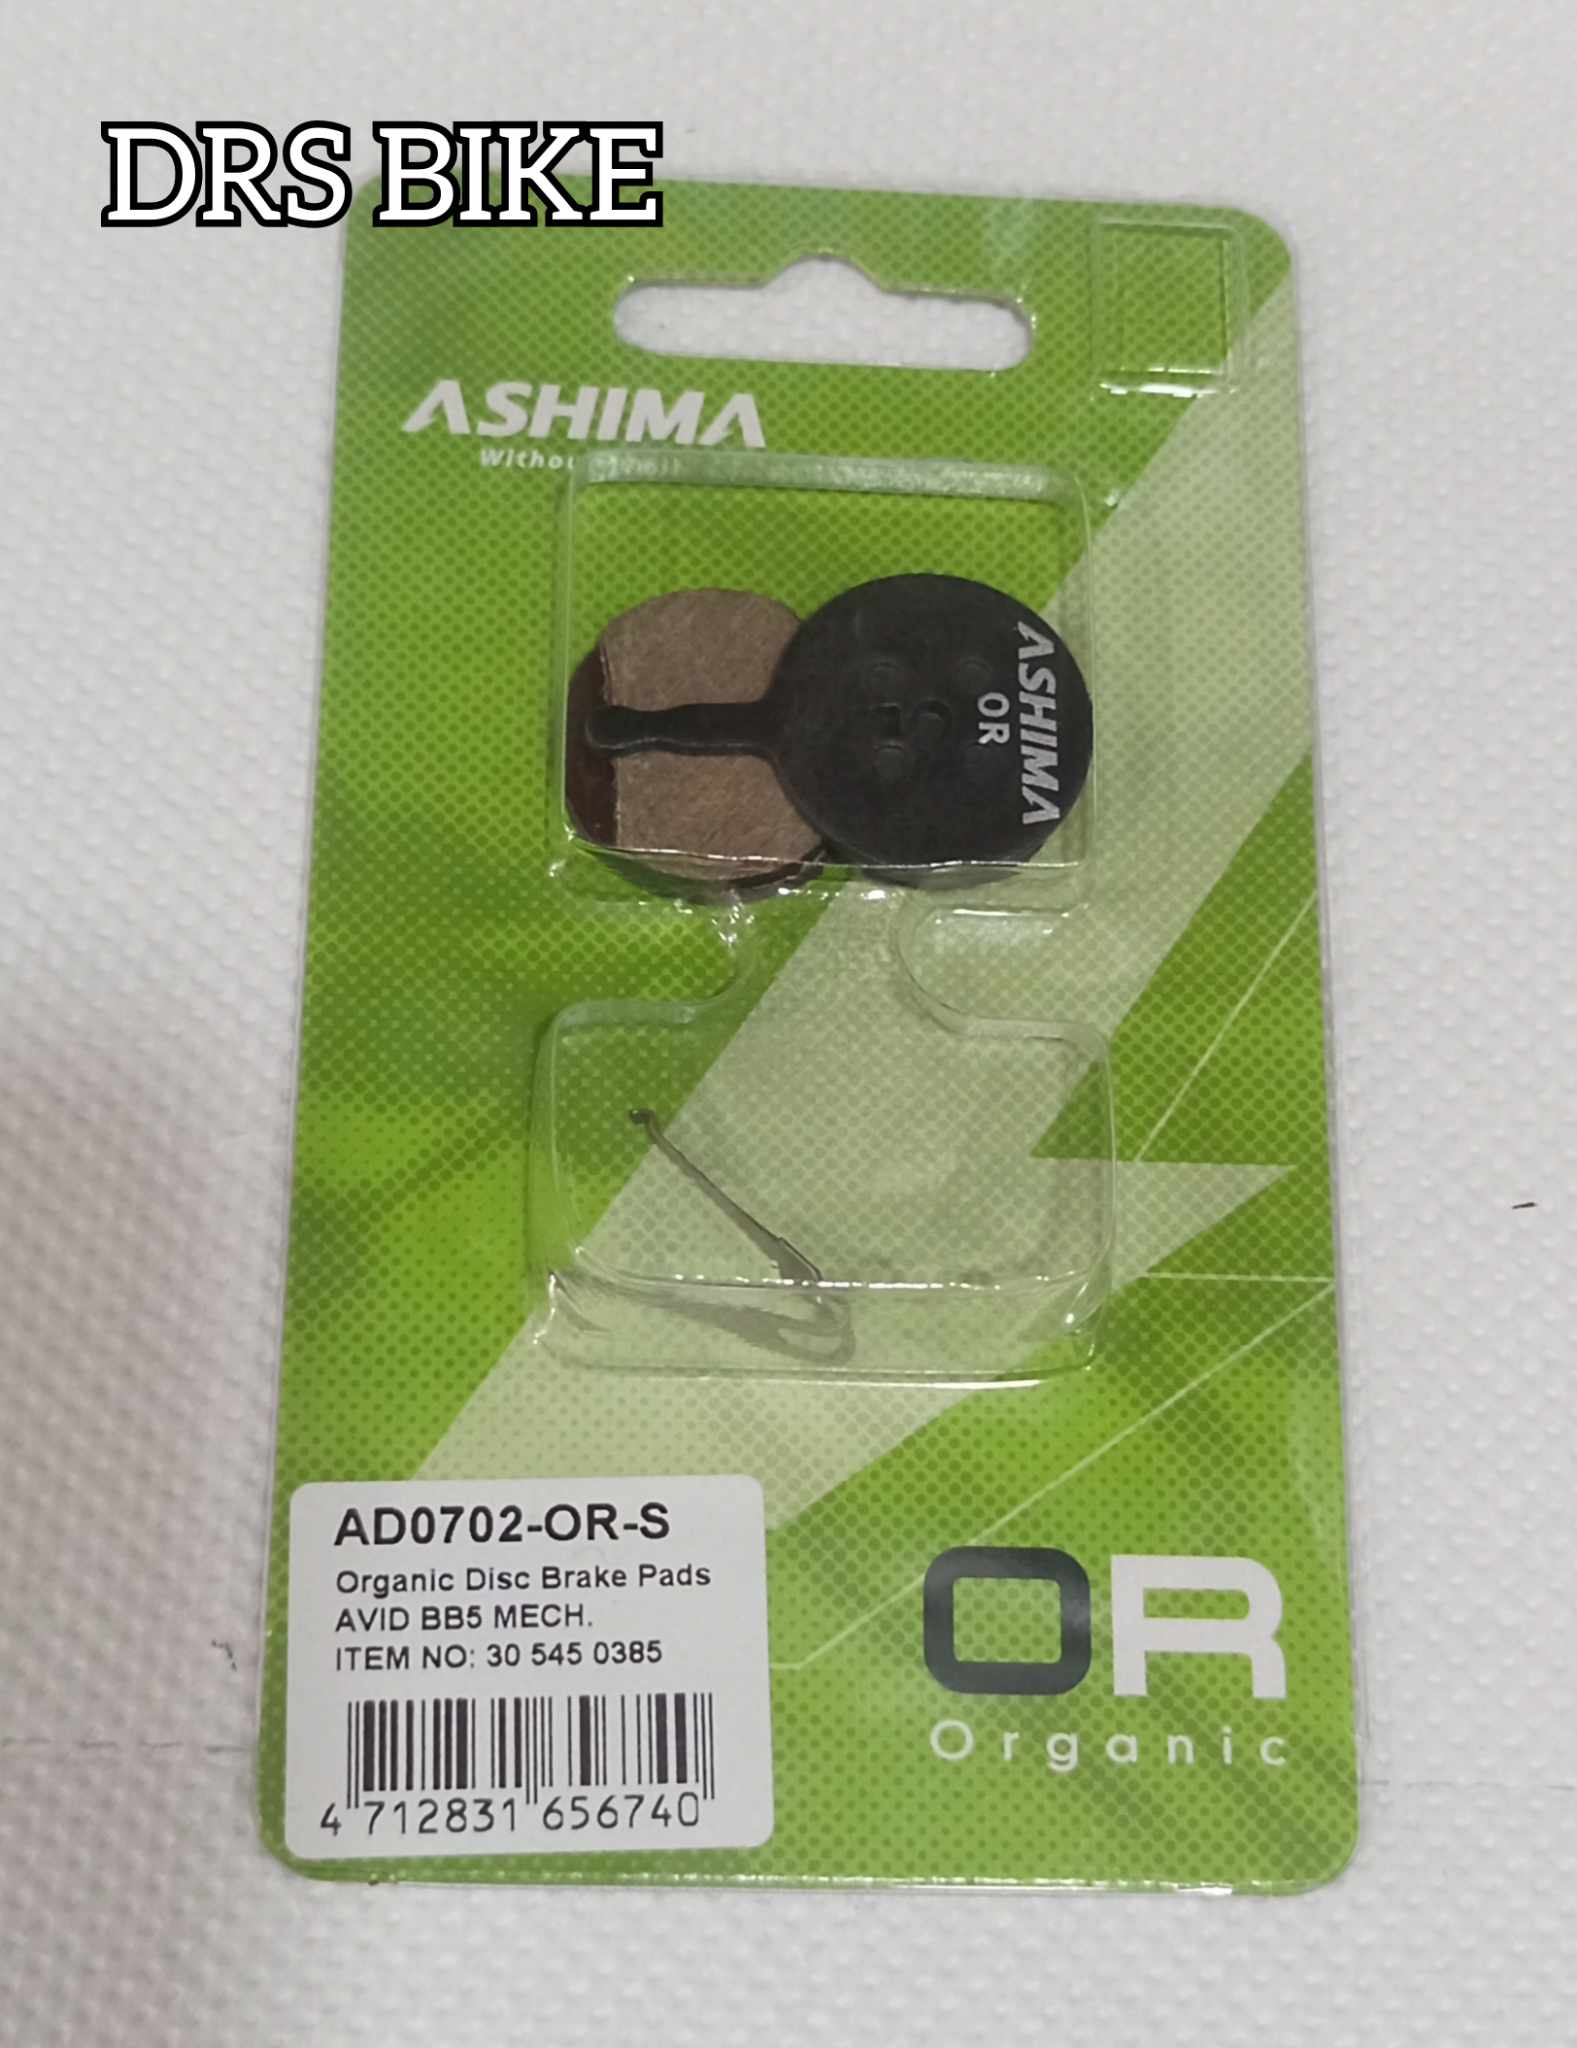 DRS BIKE
ASHIMA
ASHIMA
OR
AD0702-OR-S
Organic Disc Brake Pads
AVID BB5 MECH.
ITEM NO: 30 545 0385
4 712831 656740
OR
Organic